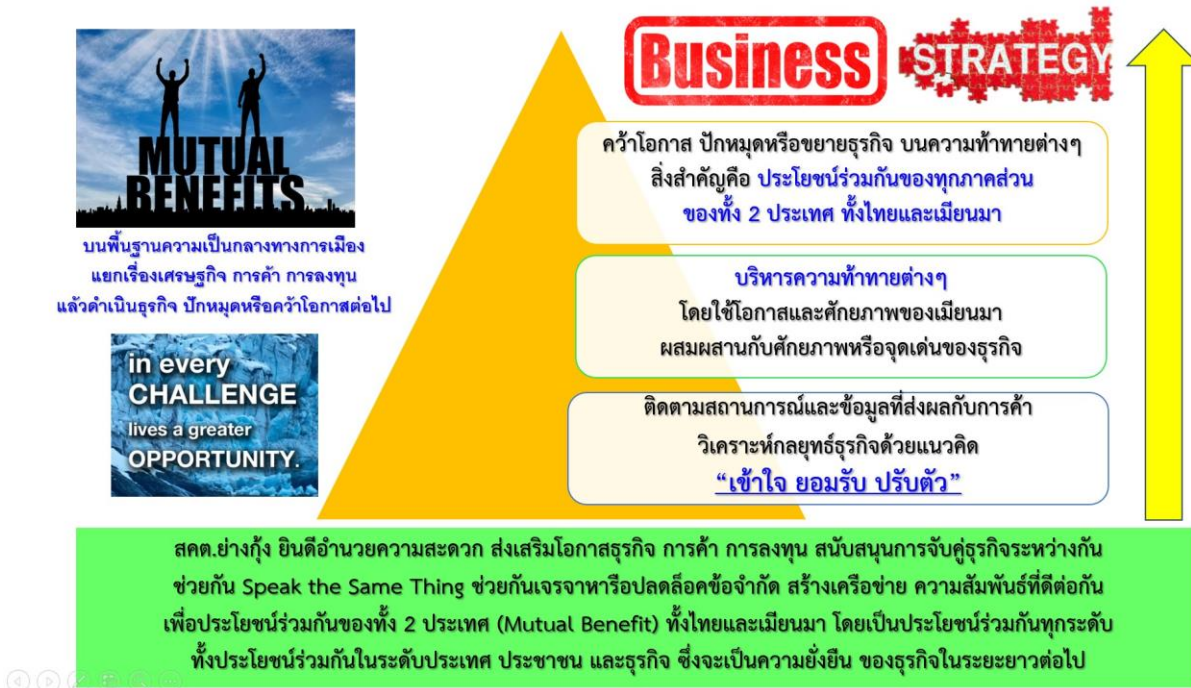 Business STRATEGY
MUTUAL
BENEFITS
บนพื้นฐานความเป็นกลางทางการเมือง
แยกเรื่องเศรษฐกิจ การค้า การลงทุน
แล้วดำเนินธุรกิจ ปักหมุดหรือคว้าโอกาสต่อไป
in every
CHALLENGE
lives a greater
OPPORTUNITY.
คว้าโอกาส ปักหมุดหรือขยายธุรกิจ บนความท้าทายต่างๆ
สิ่งสำคัญคือ ประโยชน์ร่วมกันของทุกภาคส่วน
ของทั้ง 2 ประเทศ ทั้งไทยและเมียนมา
บริหารความท้าทายต่างๆ
โดยใช้โอกาสและศักยภาพของเมียนมา
ผสมผสานกับศักยภาพหรือจุดเด่นของธุรกิจ
ติดตามสถานการณ์และข้อมูลที่ส่งผลกับการค้า
วิเคราะห์กลยุทธ์ธุรกิจด้วยแนวคิด
“เข้าใจ ยอมรับ ปรับตัว”
สคต.ย่างกุ้ง ยินดีอำนวยความสะดวก ส่งเสริมโอกาสธุรกิจ การค้า การลงทุน สนับสนุนการจับคู่ธุรกิจระหว่างกัน
ช่วยกัน Speak the Same Thing ช่วยกันเจรจาหารือปลดล็อคข้อจำกัด สร้างเครือข่าย ความสัมพันธ์ที่ดีต่อกัน
เพื่อประโยชน์ร่วมกันของทั้ง 2 ประเทศ (Mutual Benefit) ทั้งไทยและเมียนมา โดยเป็นประโยชน์ร่วมกันทุกระดับ
ทั้งประโยชน์ร่วมกันในระดับประเทศ ประชาชน และธุรกิจ ซึ่งจะเป็นความยั่งยืน ของธุรกิจในระยะยาวต่อไป